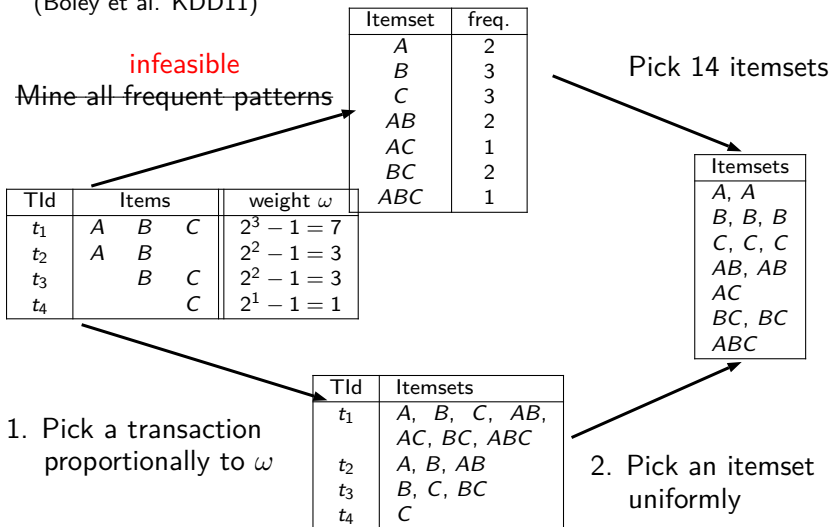 (Boley et al. KDD11)
infeasible
Mine all frequent patterns
Itemset freq.
A 2
B 3
C 3
AB 2
AC 1
BC 2
ABC 1
Pick 14 itemsets
TId Items weight ω
t₁ A B C 2³ − 1 = 7
t₂ A B 2² − 1 = 3
t₃ B C 2² − 1 = 3
t₄ C 2¹ − 1 = 1
Itemsets
A, A
B, B, B
C, C, C
AB, AB
AC
BC, BC
ABC
1. Pick a transaction
proportionally to ω
TId Itemsets
t₁ A, B, C, AB,
AC, BC, ABC
t₂ A, B, AB
t₃ B, C, BC
t₄ C
2. Pick an itemset
uniformly